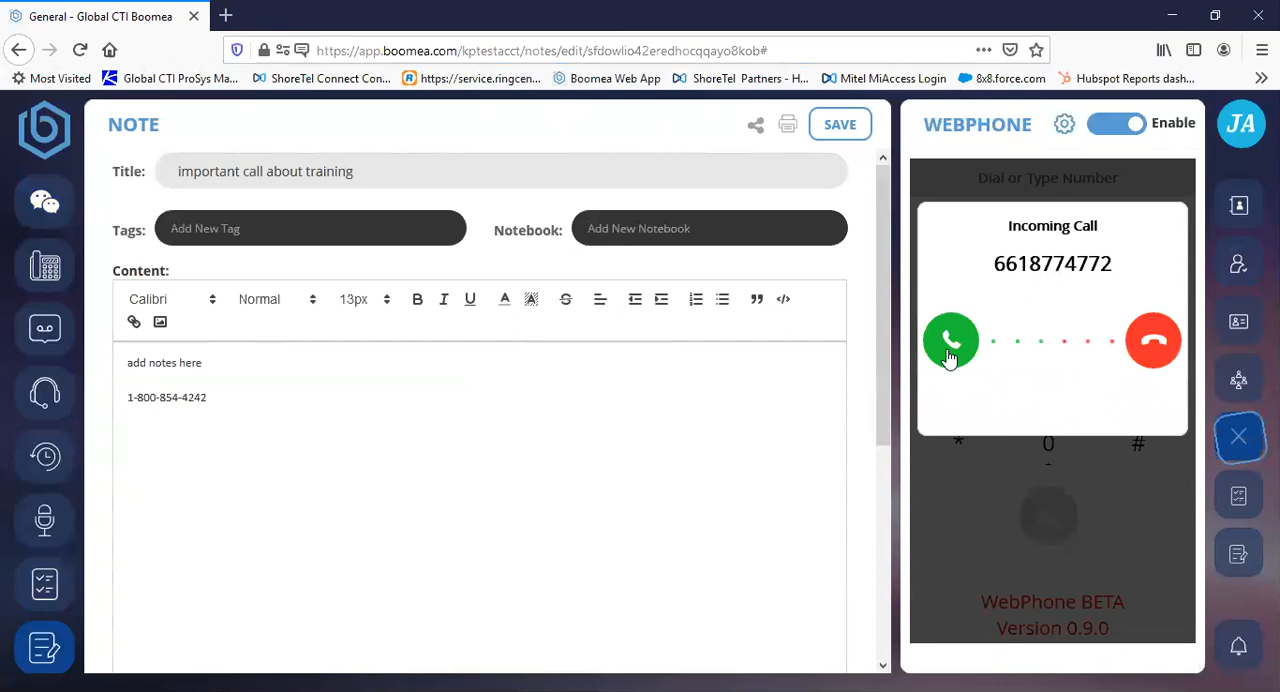 General - Global CTI Boomea
https://app.boomea.com/kptestacct/notes/edit/sfdowlio42eredhocqqayo8kob#
Most Visited Global CTI ProSys Ma... ShoreTel Connect Con... https://service.ringcen... Boomea Web App ShoreTel Partners - H... Mitel MiAccess Login 8x8.force.com Hubspot Reports dash...
NOTE SAVE
Title: important call about training
Tags: Add New Tag Notebook: Add New Notebook
Content:
Calibri Normal 13px B I U A A S
add notes here
1-800-854-4242
WEBPHONE Enable JA
Dial or Type Number
Incoming Call
6618774772
* 0 #
-
WebPhone BETA
Version 0.9.0